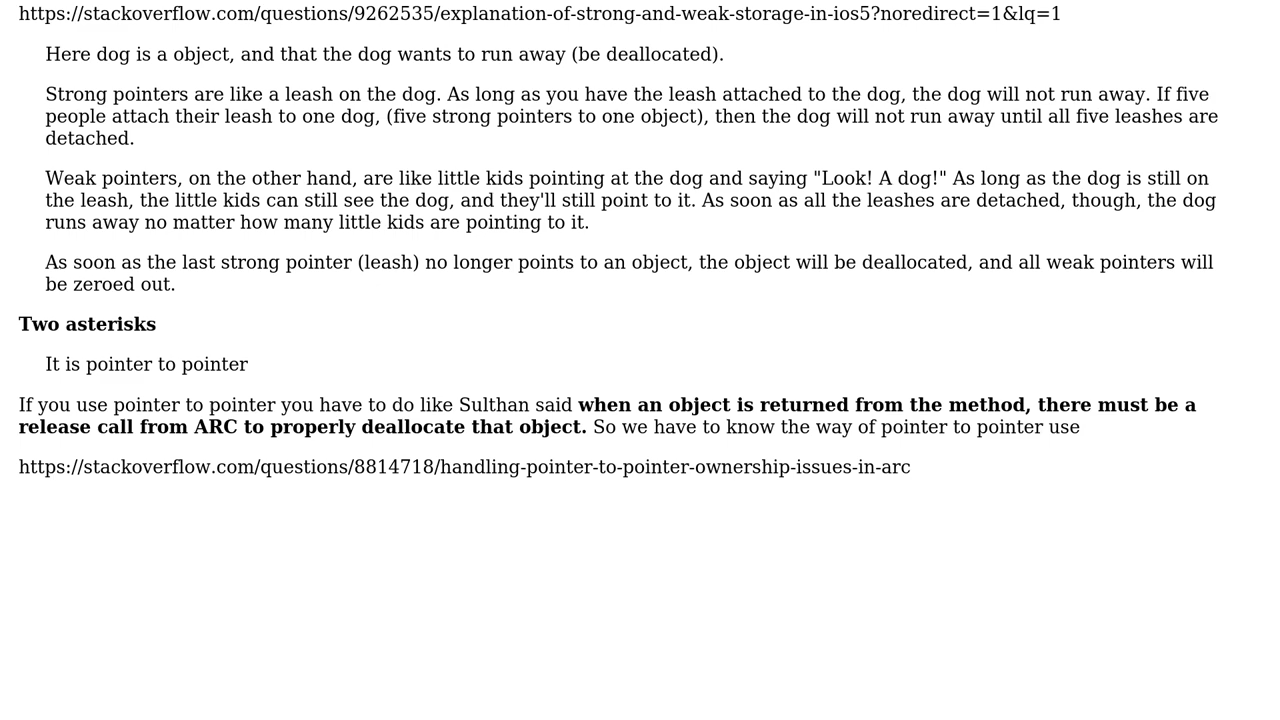 https://stackoverflow.com/questions/9262535/explanation-of-strong-and-weak-storage-in-ios5?noredirect=1&lq=1
Here dog is a object, and that the dog wants to run away (be deallocated).
Strong pointers are like a leash on the dog. As long as you have the leash attached to the dog, the dog will not run away. If five
people attach their leash to one dog, (five strong pointers to one object), then the dog will not run away until all five leashes are
detached.
Weak pointers, on the other hand, are like little kids pointing at the dog and saying "Look! A dog!" As long as the dog is still on
the leash, the little kids can still see the dog, and they'll still point to it. As soon as all the leashes are detached, though, the dog
runs away no matter how many little kids are pointing to it.
As soon as the last strong pointer (leash) no longer points to an object, the object will be deallocated, and all weak pointers will
be zeroed out.
Two asterisks
It is pointer to pointer
If you use pointer to pointer you have to do like Sulthan said when an object is returned from the method, there must be a
release call from ARC to properly deallocate that object. So we have to know the way of pointer to pointer use
https://stackoverflow.com/questions/8814718/handling-pointer-to-pointer-ownership-issues-in-arc